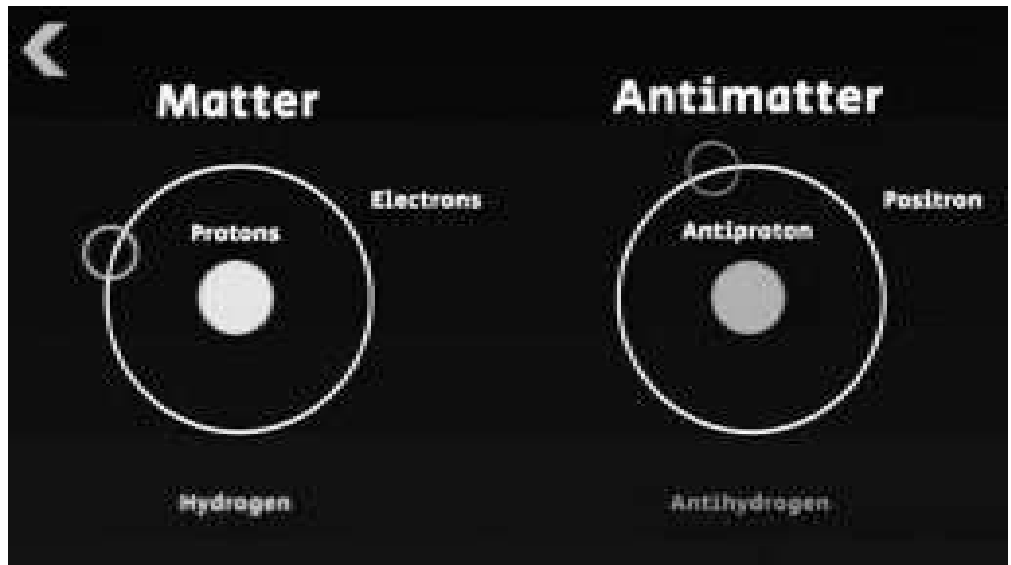 Matter
Antimatter
Electrons
Positron
Protons
Antiproton
Hydrogen
Antihydrogen